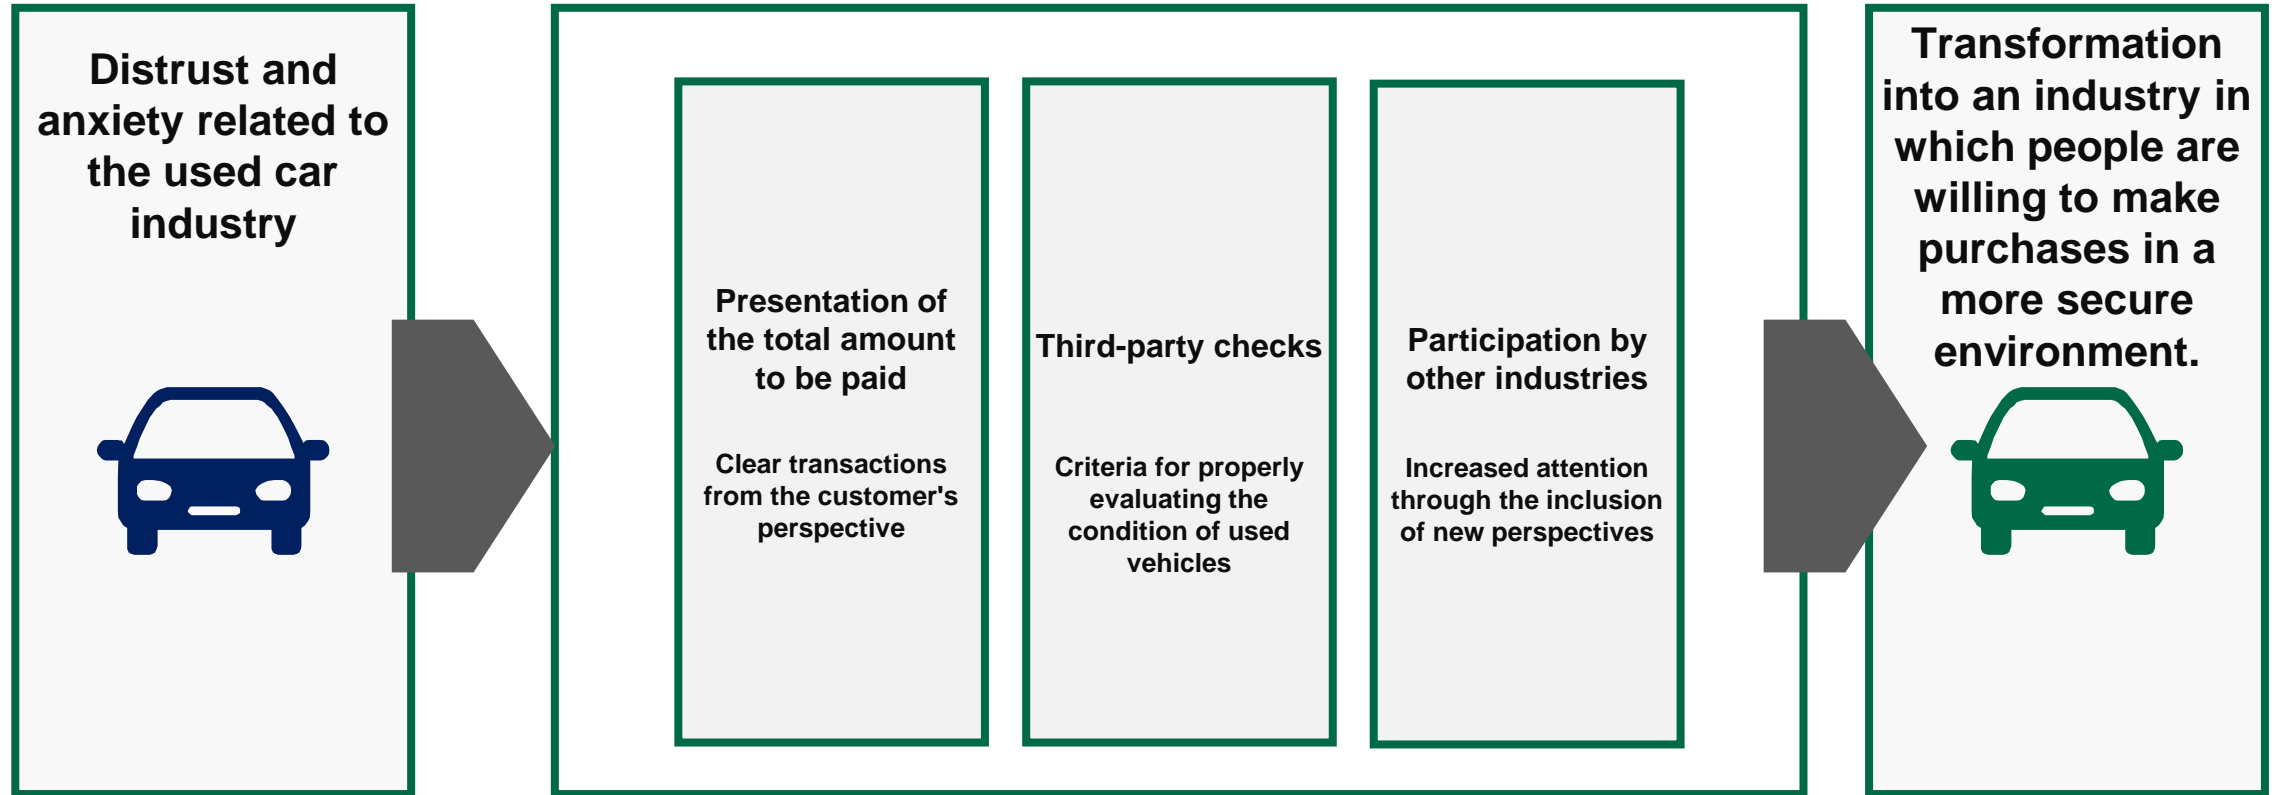 Distrust and
anxiety related to
the used car
industry
Presentation of
the total amount
to be paid
Clear transactions
from the customer's
perspective
Third-party checks
Criteria for properly
evaluating the
condition of used
vehicles
Participation by
other industries
Increased attention
through the inclusion
of new perspectives
Transformation
into an industry in
which people are
willing to make
purchases in a
more secure
environment.